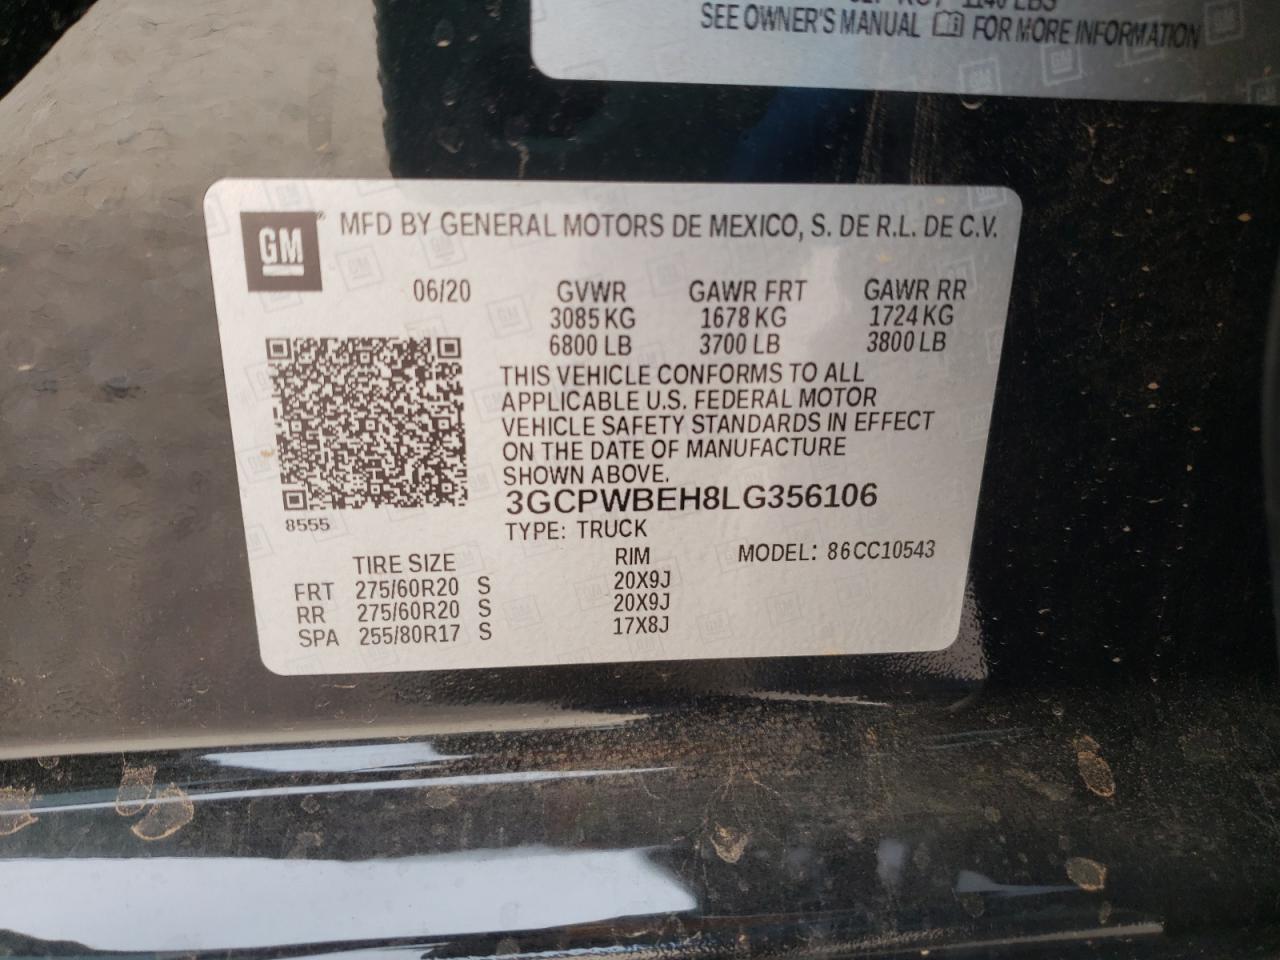 1140 LBS
SEE OWNER'S MANUAL FOR MORE INFORMATION
GM ® MFD BY GENERAL MOTORS DE MEXICO, S. DE R.L. DE C.V.
06/20 GVWR GAWR FRT GAWR RR
3085 KG 1678 KG 1724 KG
6800 LB 3700 LB 3800 LB
THIS VEHICLE CONFORMS TO ALL
APPLICABLE U.S. FEDERAL MOTOR
VEHICLE SAFETY STANDARDS IN EFFECT
ON THE DATE OF MANUFACTURE
SHOWN ABOVE.
3GCPWBEH8LG356106
8555
TYPE: TRUCK
TIRE SIZE RIM MODEL: 86CC10543
FRT 275/60R20 S 20X9J
RR 275/60R20 S 20X9J
SPA 255/80R17 S 17X8J